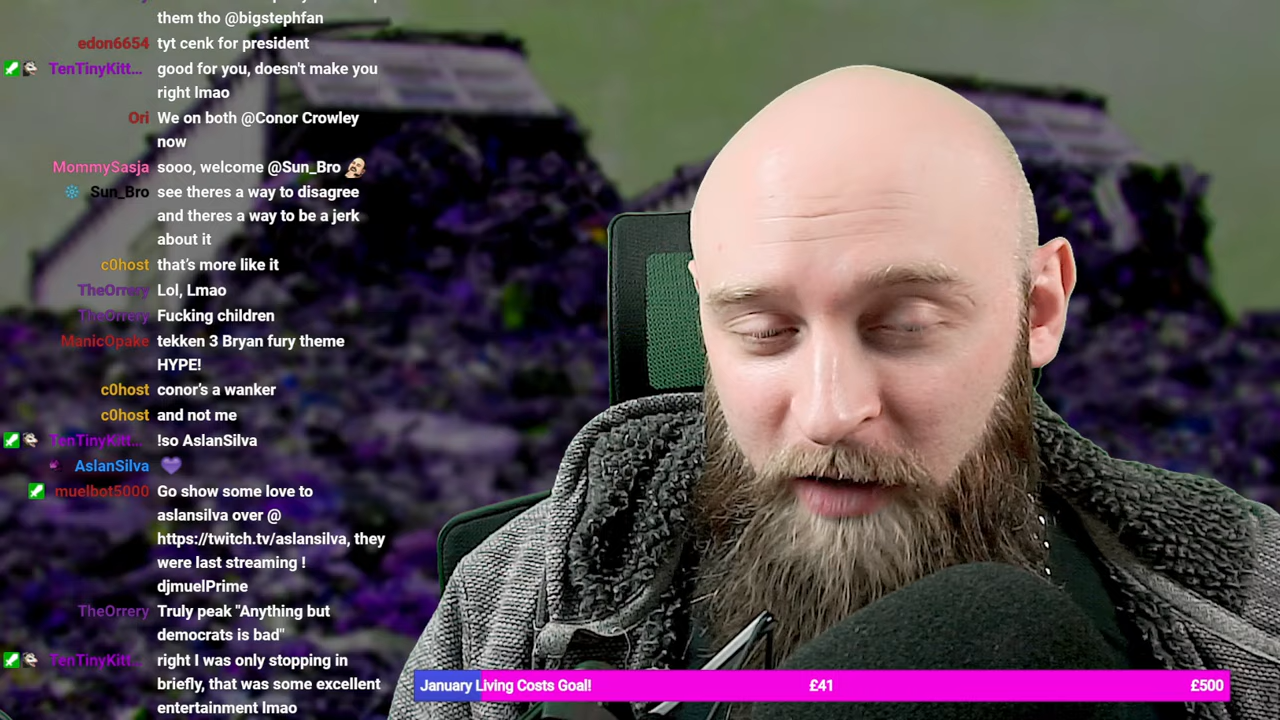 them tho @bigstephfan
edon6654 tyt cenk for president
TenTinyKitt... good for you, doesn't make you
right lmao
Ori We on both @Conor Crowley
now
MommySasja sooo, welcome @Sun_Bro
Sun_Bro see theres a way to disagree
and theres a way to be a jerk
about it
c0host that's more like it
TheOrrery Lol, Lmao
TheOrrery Fucking children
ManicOpake tekken 3 Bryan fury theme
HYPE!
c0host conor's a wanker
c0host and not me
TenTinyKitt... !so AslanSilva
AslanSilva
muelbot5000 Go show some love to
aslansilva over @
https://twitch.tv/aslansilva, they
were last streaming !
djmuelPrime
TheOrrery Truly peak "Anything but
democrats is bad"
TenTinyKitt... right I was only stopping in
briefly, that was some excellent
entertainment lmao
January Living Costs Goal! £41 £500